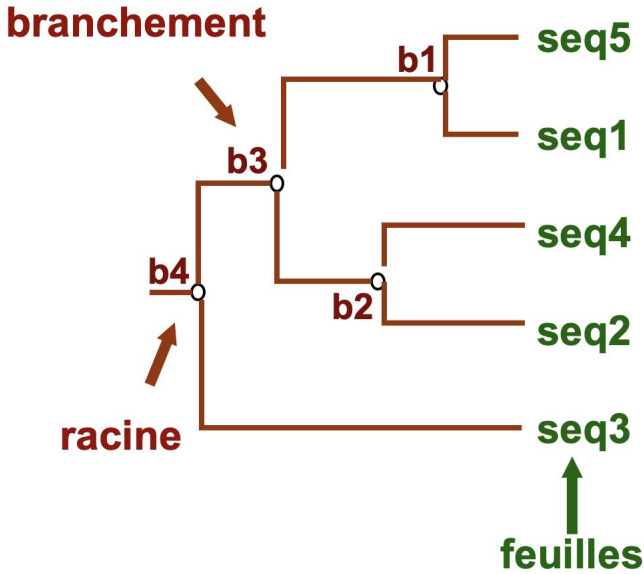 branchement
seq5
b1
seq1
b3
seq4
b4
b2
seq2
racine
seq3
feuilles